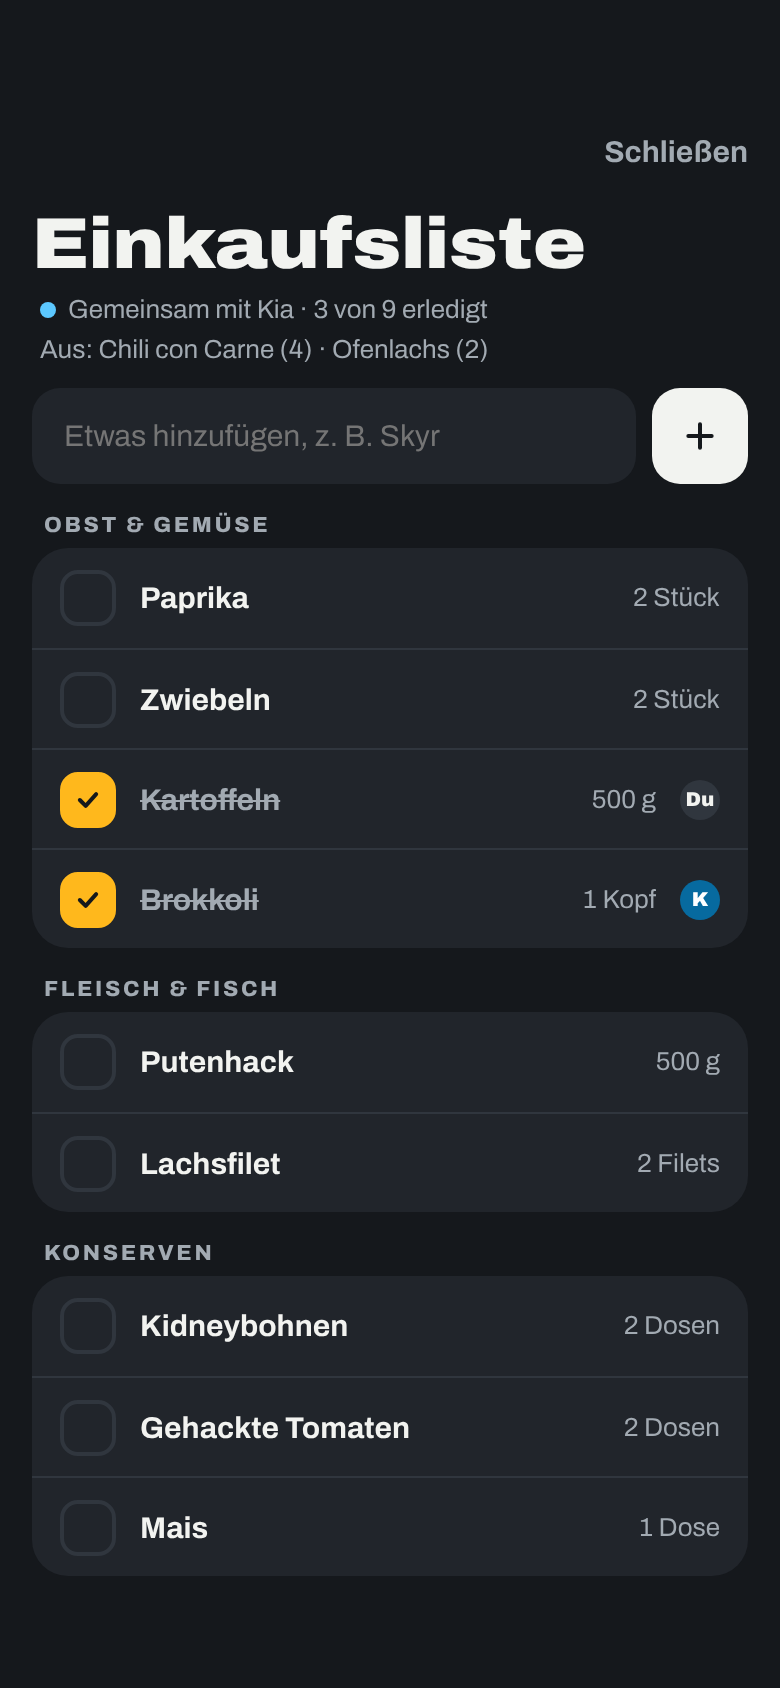 Schließen
Einkaufsliste
Gemeinsam mit Kia · 3 von 9 erledigt
Aus: Chili con Carne (4) · Ofenlachs (2)
Etwas hinzufügen, z. B. Skyr
OBST & GEMÜSE
Paprika 2 Stück
Zwiebeln 2 Stück
Kartoffeln 500 g Du
Brokkoli 1 Kopf K
FLEISCH & FISCH
Putenhack 500 g
Lachsfilet 2 Filets
KONSERVEN
Kidneybohnen 2 Dosen
Gehackte Tomaten 2 Dosen
Mais 1 Dose